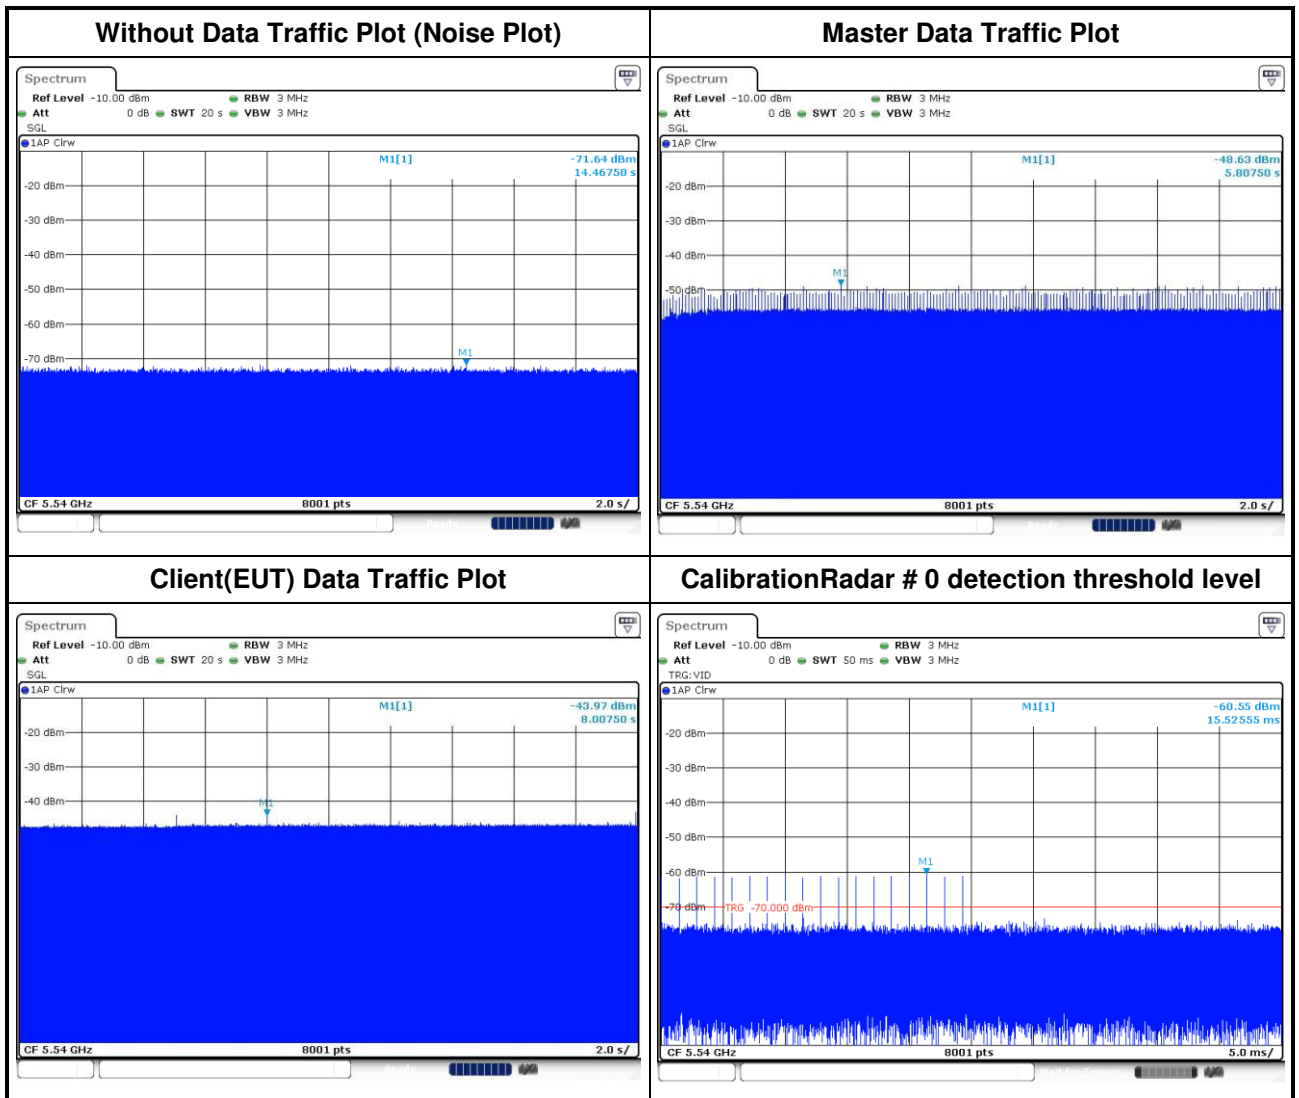 Without Data Traffic Plot (Noise Plot)
Spectrum
Ref Level -10.00 dBm RBW 3 MHz
Att 0 dB SWT 20 s VBW 3 MHz
SGL
1AP Clrw
M1[1] -71.64 dBm
14.46750 s
-20 dBm
-30 dBm
-40 dBm
-50 dBm
-60 dBm
-70 dBm
M1
CF 5.54 GHz 8001 pts 2.0 s/
Master Data Traffic Plot
Spectrum
Ref Level -10.00 dBm RBW 3 MHz
Att 0 dB SWT 20 s VBW 3 MHz
SGL
1AP Clrw
M1[1] -48.63 dBm
5.80750 s
-20 dBm
-30 dBm
-40 dBm
M1
-50 dBm
-60 dBm
CF 5.54 GHz 8001 pts 2.0 s/
Client(EUT) Data Traffic Plot
Spectrum
Ref Level -10.00 dBm RBW 3 MHz
Att 0 dB SWT 20 s VBW 3 MHz
SGL
1AP Clrw
M1[1] -43.97 dBm
8.00750 s
-20 dBm
-30 dBm
-40 dBm
M1
CF 5.54 GHz 8001 pts 2.0 s/
CalibrationRadar # 0 detection threshold level
Spectrum
Ref Level -10.00 dBm RBW 3 MHz
Att 0 dB SWT 50 ms VBW 3 MHz
TRG:VID
1AP Clrw
M1[1] -60.55 dBm
15.52555 ms
-20 dBm
-30 dBm
-40 dBm
-50 dBm
M1
-60 dBm
-70 dBm TRG -70.000 dBm
CF 5.54 GHz 8001 pts 5.0 ms/